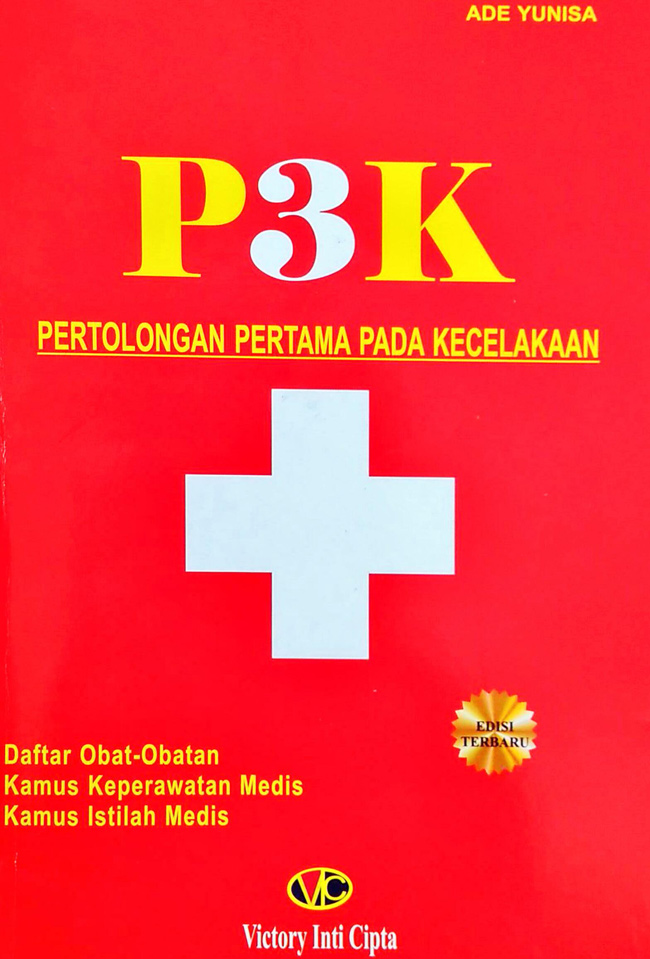 ADE YUNISA
P3K
PERTOLONGAN PERTAMA PADA KECELAKAAN
EDISI
TERBARU
Daftar Obat-Obatan
Kamus Keperawatan Medis
Kamus Istilah Medis
VIC
Victory Inti Cipta